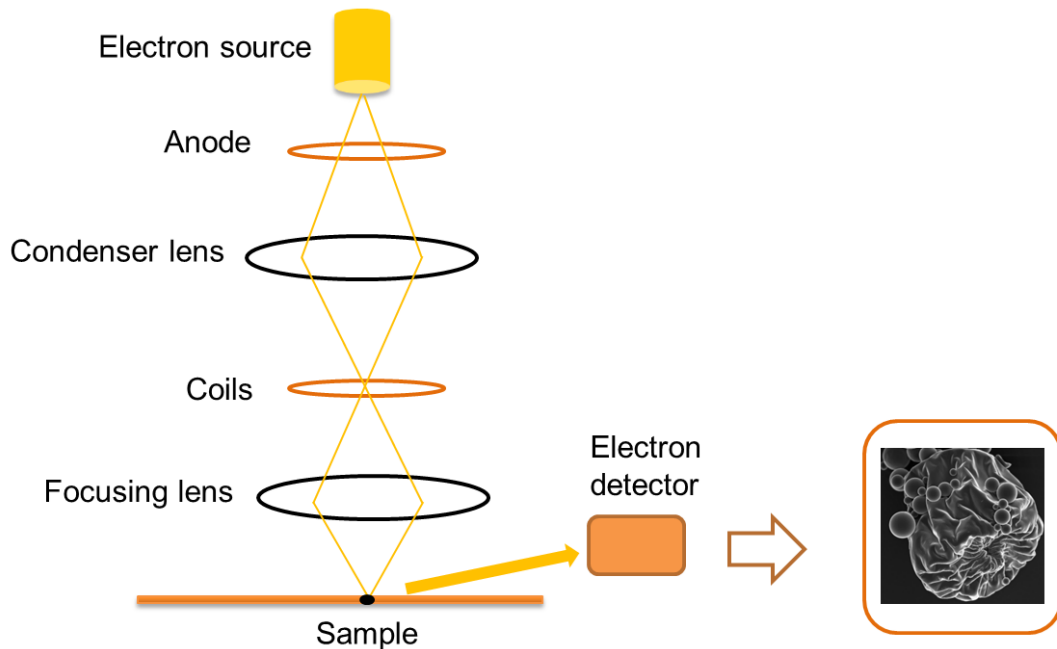 Electron source
Anode
Condenser lens
Coils
Focusing lens
Electron
detector
Sample